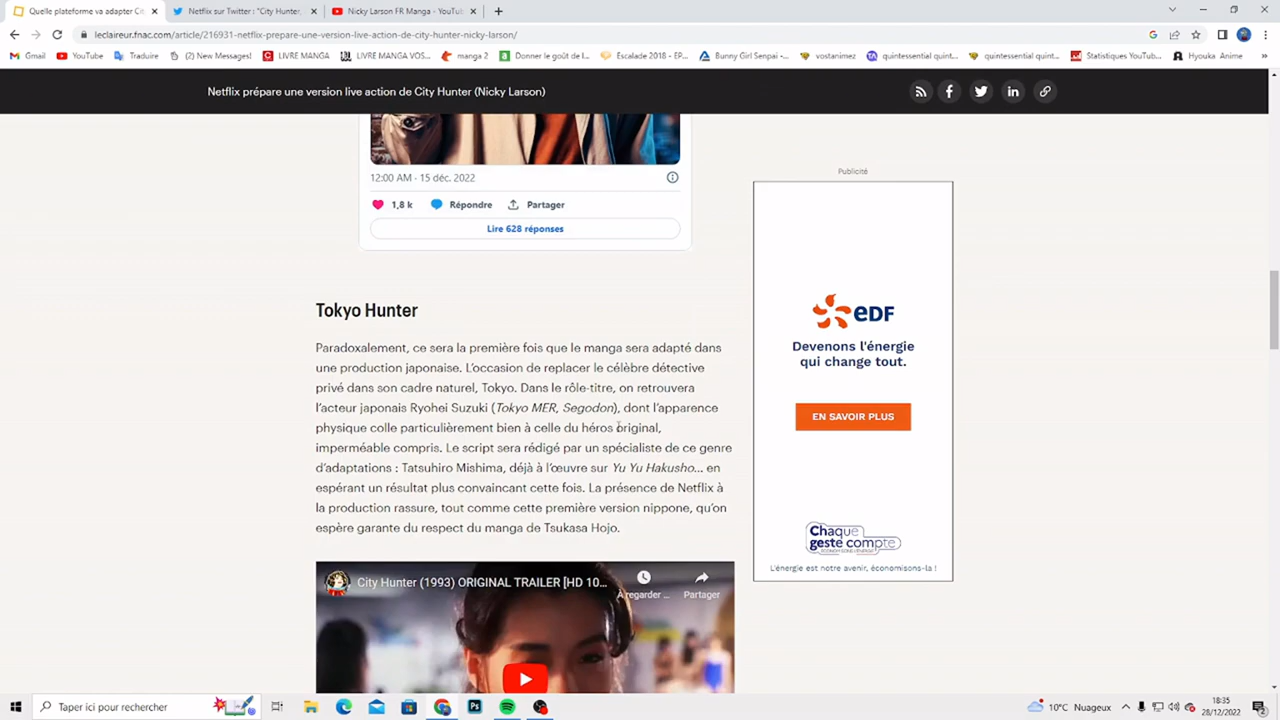 Quelle plateforme va adapter Cit
Netflix sur Twitter : "City Hunter,
Nicky Larson FR Manga - YouTub
leclaireur.fnac.com/article/216931-netflix-prepare-une-version-live-action-de-city-hunter-nicky-larson/
Gmail
YouTube
Traduire
(2) New Messages!
LIVRE MANGA
LIVRE MANGA VOS...
manga 2
Donner le goût de l...
Escalade 2018 - EP...
Bunny Girl Senpai -...
vostanimez
quintessential quint...
quintessential quint...
Statistiques YouTub...
Hyouka Anime
Netflix prépare une version live action de City Hunter (Nicky Larson)
12:00 AM · 15 déc. 2022
1,8 k Répondre Partager
Lire 628 réponses
Publicité
edf
Devenons l'énergie
qui change tout.
EN SAVOIR PLUS
Chaque
geste compte
ÉCONOMISONS L'ÉNERGIE
L'énergie est notre avenir, économisons-la !
Tokyo Hunter
Paradoxalement, ce sera la première fois que le manga sera adapté dans
une production japonaise. L'occasion de replacer le célèbre détective
privé dans son cadre naturel, Tokyo. Dans le rôle-titre, on retrouvera
l'acteur japonais Ryohei Suzuki (Tokyo MER, Segodon), dont l'apparence
physique colle particulièrement bien à celle du héros original,
imperméable compris. Le script sera rédigé par un spécialiste de ce genre
d'adaptations : Tatsuhiro Mishima, déjà à l'œuvre sur Yu Yu Hakusho... en
espérant un résultat plus convaincant cette fois. La présence de Netflix à
la production rassure, tout comme cette première version nippone, qu'on
espère garante du respect du manga de Tsukasa Hojo.
City Hunter (1993) ORIGINAL TRAILER [HD 10...
À regarder ...
Partager
Taper ici pour rechercher
Ps
10°C Nuageux
18:35
28/12/2022
2